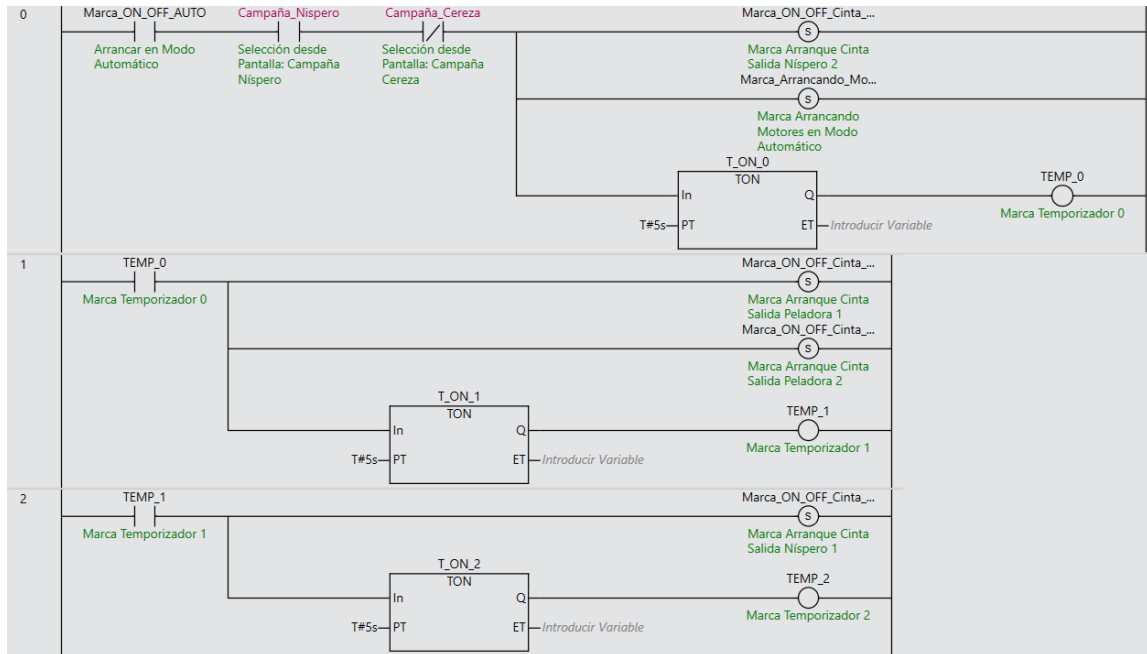 0
Marca_ON_OFF_AUTO
Campaña_Nispero
Campaña_Cereza
Marca_ON_OFF_Cinta_...
Arrancar en Modo
Automático
Selección desde
Pantalla: Campaña
Níspero
Selección desde
Pantalla: Campaña
Cereza
S
Marca Arranque Cinta
Salida Níspero 2
Marca_Arrancando_Mo...
S
Marca Arrancando
Motores en Modo
Automático
T_ON_0
TON
In
Q
TEMP_0
Marca Temporizador 0
T#5s
PT
ET
Introducir Variable
1
TEMP_0
Marca_ON_OFF_Cinta_...
Marca Temporizador 0
S
Marca Arranque Cinta
Salida Peladora 1
Marca_ON_OFF_Cinta_...
S
Marca Arranque Cinta
Salida Peladora 2
T_ON_1
TON
In
Q
TEMP_1
Marca Temporizador 1
T#5s
PT
ET
Introducir Variable
2
TEMP_1
Marca_ON_OFF_Cinta_...
Marca Temporizador 1
S
Marca Arranque Cinta
Salida Níspero 1
T_ON_2
TON
In
Q
TEMP_2
Marca Temporizador 2
T#5s
PT
ET
Introducir Variable